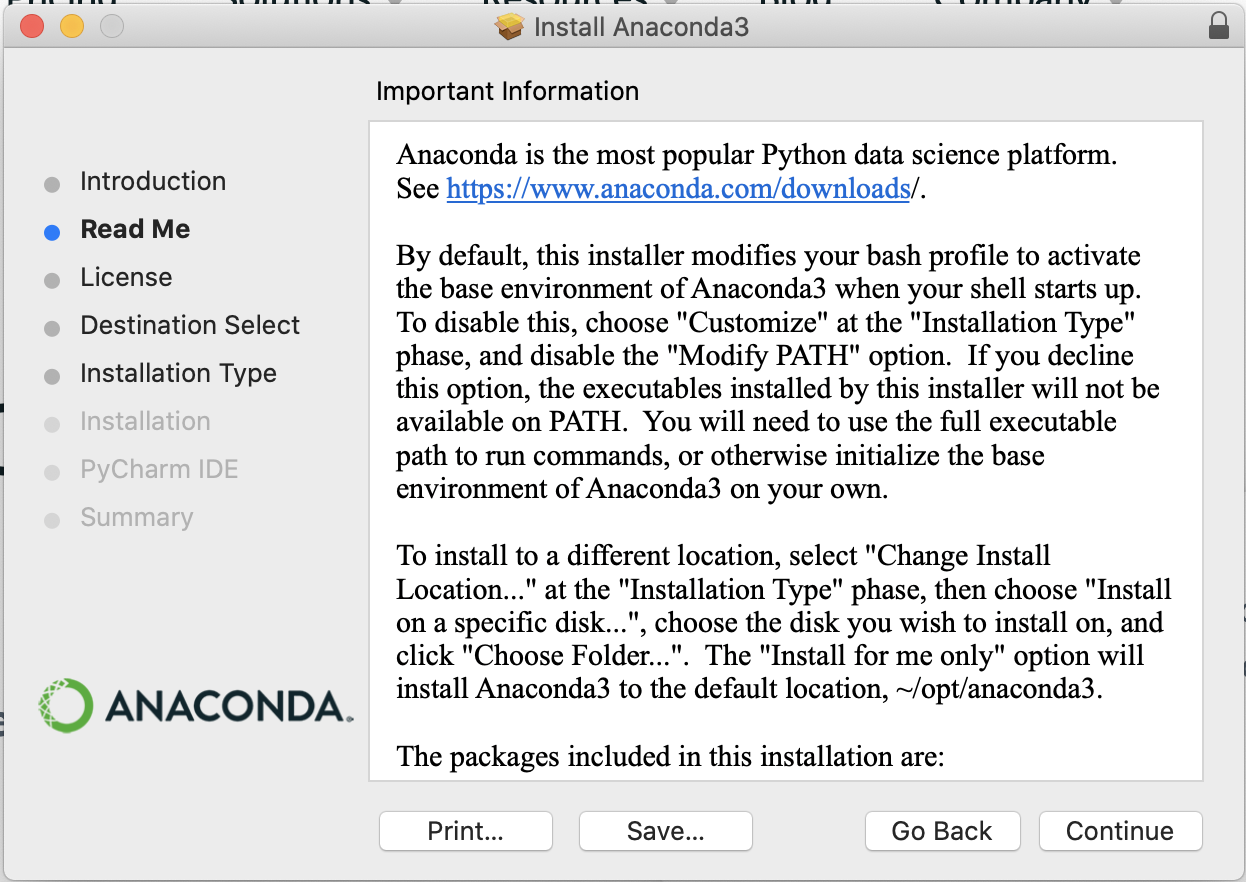 Install Anaconda3
Important Information
Introduction
Read Me
License
Destination Select
Installation Type
Installation
PyCharm IDE
Summary
ANACONDA.
Anaconda is the most popular Python data science platform.
See https://www.anaconda.com/downloads/.
By default, this installer modifies your bash profile to activate
the base environment of Anaconda3 when your shell starts up.
To disable this, choose "Customize" at the "Installation Type"
phase, and disable the "Modify PATH" option.  If you decline
this option, the executables installed by this installer will not be
available on PATH.  You will need to use the full executable
path to run commands, or otherwise initialize the base
environment of Anaconda3 on your own.
To install to a different location, select "Change Install
Location..." at the "Installation Type" phase, then choose "Install
on a specific disk...", choose the disk you wish to install on, and
click "Choose Folder...".  The "Install for me only" option will
install Anaconda3 to the default location, ~/opt/anaconda3.
The packages included in this installation are:
Print...
Save...
Go Back
Continue